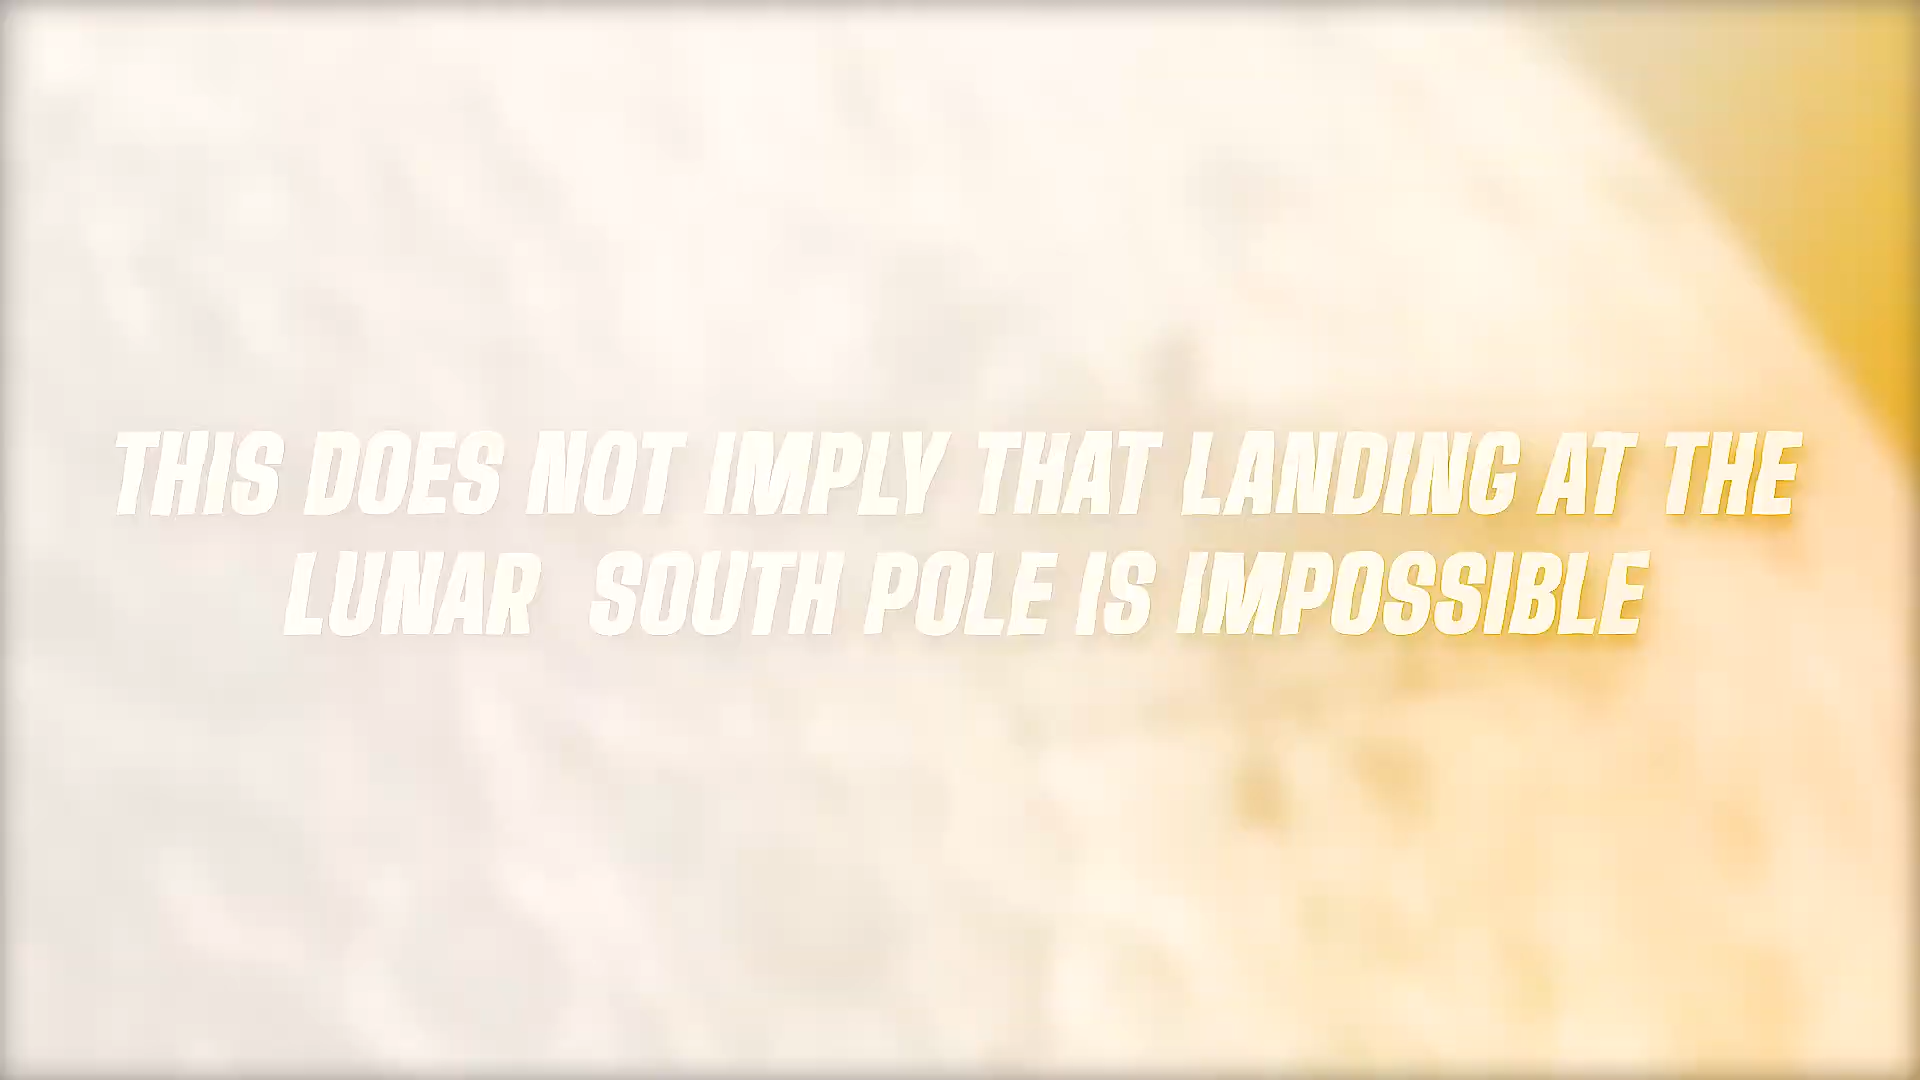 THIS DOES NOT IMPLY THAT LANDING AT THE
LUNAR SOUTH POLE IS IMPOSSIBLE